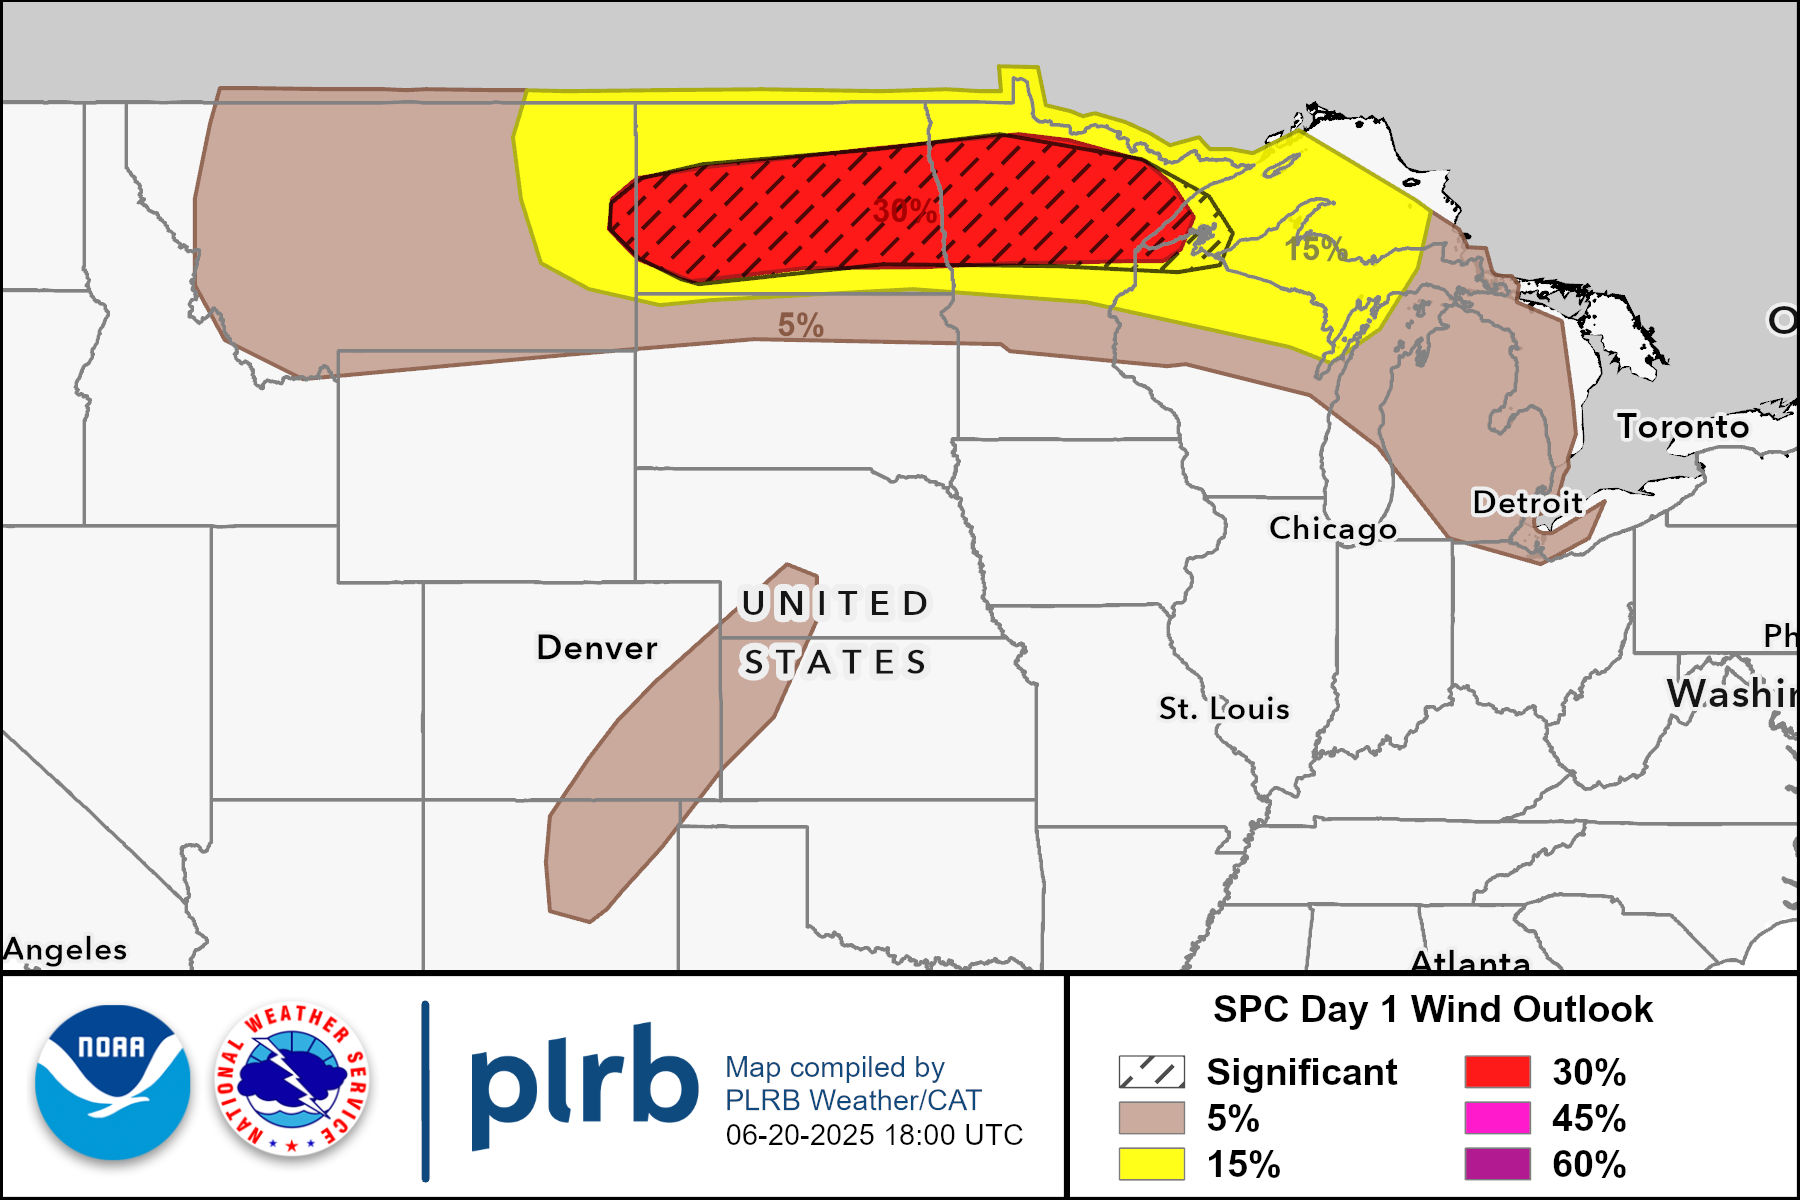 30%
15%
5%
Toronto
Detroit
Chicago
UNITED
Denver
STATES
Ph
Washin
St. Louis
Angeles
Atlanta
NOAA
NATIONAL WEATHER SERVICE
plrb
Map compiled by
PLRB Weather/CAT
06-20-2025 18:00 UTC
SPC Day 1 Wind Outlook
Significant
5%
15%
30%
45%
60%